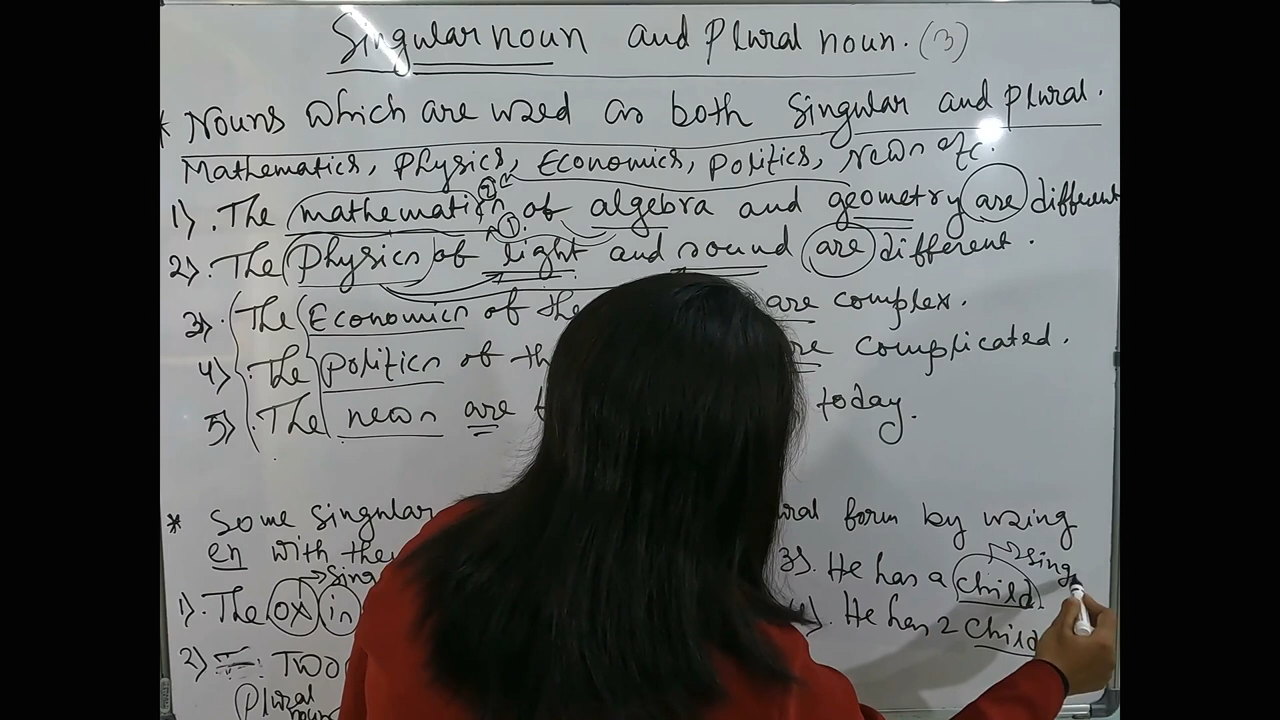 Singular noun and Plural noun. (3)
* Nouns which are used as both Singular and plural.
Mathematics, Physics, Economics, Politics, News etc.
1). The mathematics of algebra and geometry are different
2). The Physics of light and sound are different.
3). The Economics of the are complex.
4). The politics of complicated.
5). The news are today.
* Some Singular form by using
en with
1). The ox in
Sing
2) Two
Plural
noun
3). He has a child
Sing
He has 2 Child